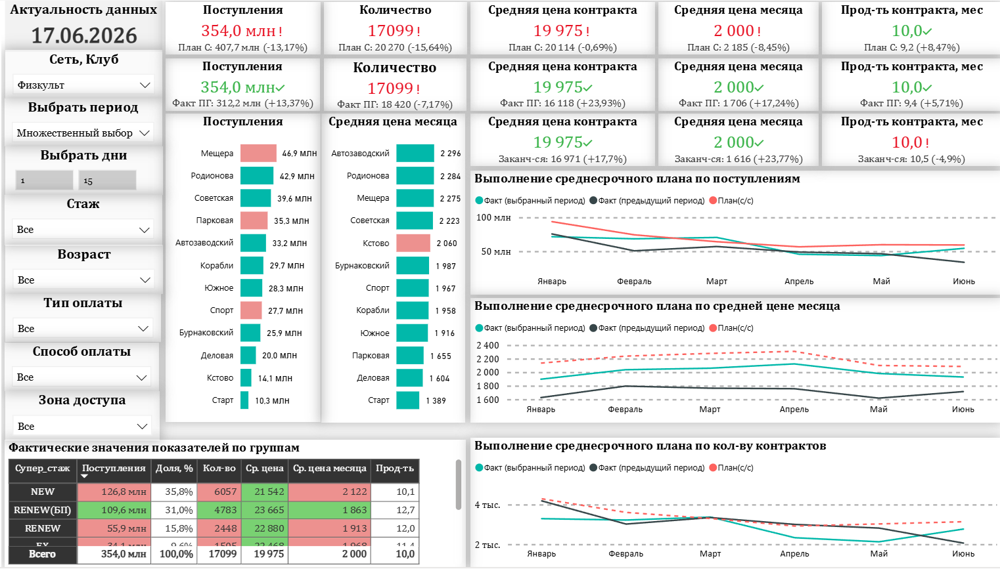 Актуальность данных
17.06.2026
Сеть, Клуб
Физкульт
Выбрать период
Множественный выбор
Выбрать дни
1
15
Стаж
Все
Возраст
Все
Тип оплаты
Все
Способ оплаты
Все
Зона доступа
Все
Поступления
354,0 млн!
План С: 407,7 млн (-13,17%)
Количество
17099!
План С: 20 270 (-15,64%)
Средняя цена контракта
19 975!
План С: 20 114 (-0,69%)
Средняя цена месяца
2 000!
План С: 2 185 (-8,45%)
Прод-ть контракта, мес
10,0✓
План С: 9,2 (+8,47%)
Поступления
354,0 млн✓
Факт ПГ: 312,2 млн (+13,37%)
Количество
17099!
Факт ПГ: 18 420 (-7,17%)
Средняя цена контракта
19 975✓
Факт ПГ: 16 118 (+23,93%)
Средняя цена месяца
2 000✓
Факт ПГ: 1 706 (+17,24%)
Прод-ть контракта, мес
10,0✓
Факт ПГ: 9,4 (+5,71%)
Поступления
Мещера 46,9 млн
Родионова 42,9 млн
Советская 39,6 млн
Парковая 35,3 млн
Автозаводский 33,2 млн
Корабли 29,7 млн
Южное 28,3 млн
Спорт 27,7 млн
Бурнаковский 25,9 млн
Деловая 20,0 млн
Кстово 14,1 млн
Старт 10,3 млн
Средняя цена месяца
Автозаводский 2 296
Родионова 2 284
Мещера 2 275
Советская 2 223
Кстово 2 060
Бурнаковский 1 987
Спорт 1 967
Корабли 1 958
Южное 1 916
Парковая 1 655
Деловая 1 604
Старт 1 389
Средняя цена контракта
19 975✓
Заканч-ся: 16 971 (+17,7%)
Средняя цена месяца
2 000✓
Заканч-ся: 1 616 (+23,77%)
Прод-ть контракта, мес
10,0!
Заканч-ся: 10,5 (-4,9%)
Выполнение среднесрочного плана по поступлениям
Факт (выбранный период) Факт (предыдущий период) План(с/с)
100 млн
50 млн
Январь Февраль Март Апрель Май Июнь
Выполнение среднесрочного плана по средней цене месяца
Факт (выбранный период) Факт (предыдущий период) План(с/с)
2 400
2 200
2 000
1 800
1 600
Январь Февраль Март Апрель Май Июнь
Выполнение среднесрочного плана по кол-ву контрактов
Факт (выбранный период) Факт (предыдущий период) План(с/с)
4 тыс.
2 тыс.
Январь Февраль Март Апрель Май Июнь
Фактические значения показателей по группам
Супер_стаж Поступления Доля, % Кол-во Ср. цена Ср. цена месяца Прод-ть
NEW 126,8 млн 35,8% 6057 21 542 2 122 10,1
RENEW(БП) 109,6 млн 31,0% 4783 23 665 1 863 12,7
RENEW 55,9 млн 15,8% 2448 22 880 1 913 12,0
EX 34,1 млн 9,6% 1505 22 468 1 968 11,4
Всего 354,0 млн 100,0% 17099 19 975 2 000 10,0